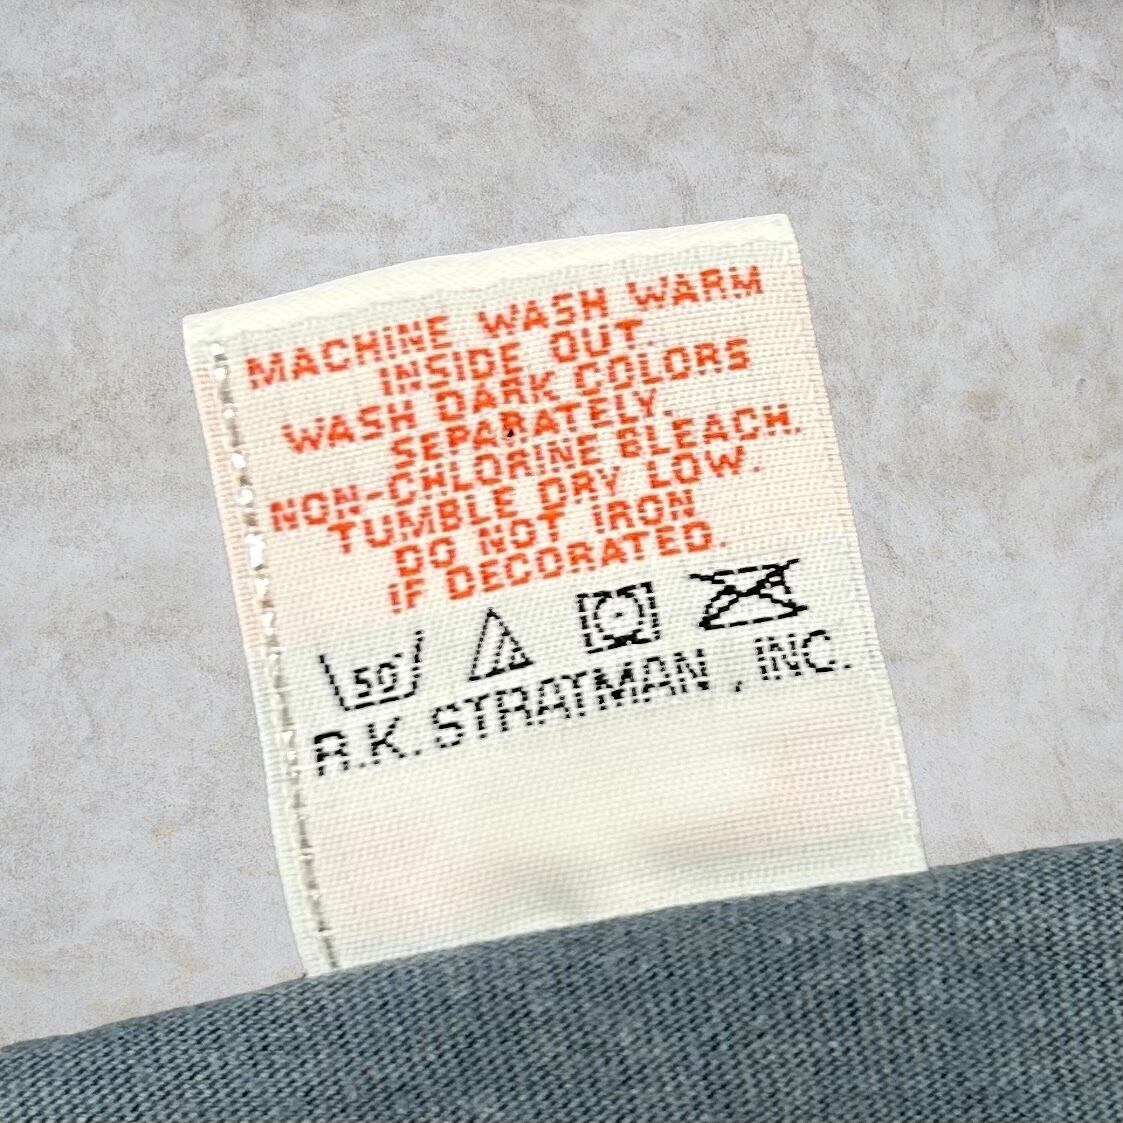 MACHINE WASH WARM
INSIDE OUT.
WASH DARK COLORS
SEPARATELY.
NON-CHLORINE BLEACH.
TUMBLE DRY LOW.
DO NOT IRON
IF DECORATED.
50°
R.K. STRATMAN, INC.